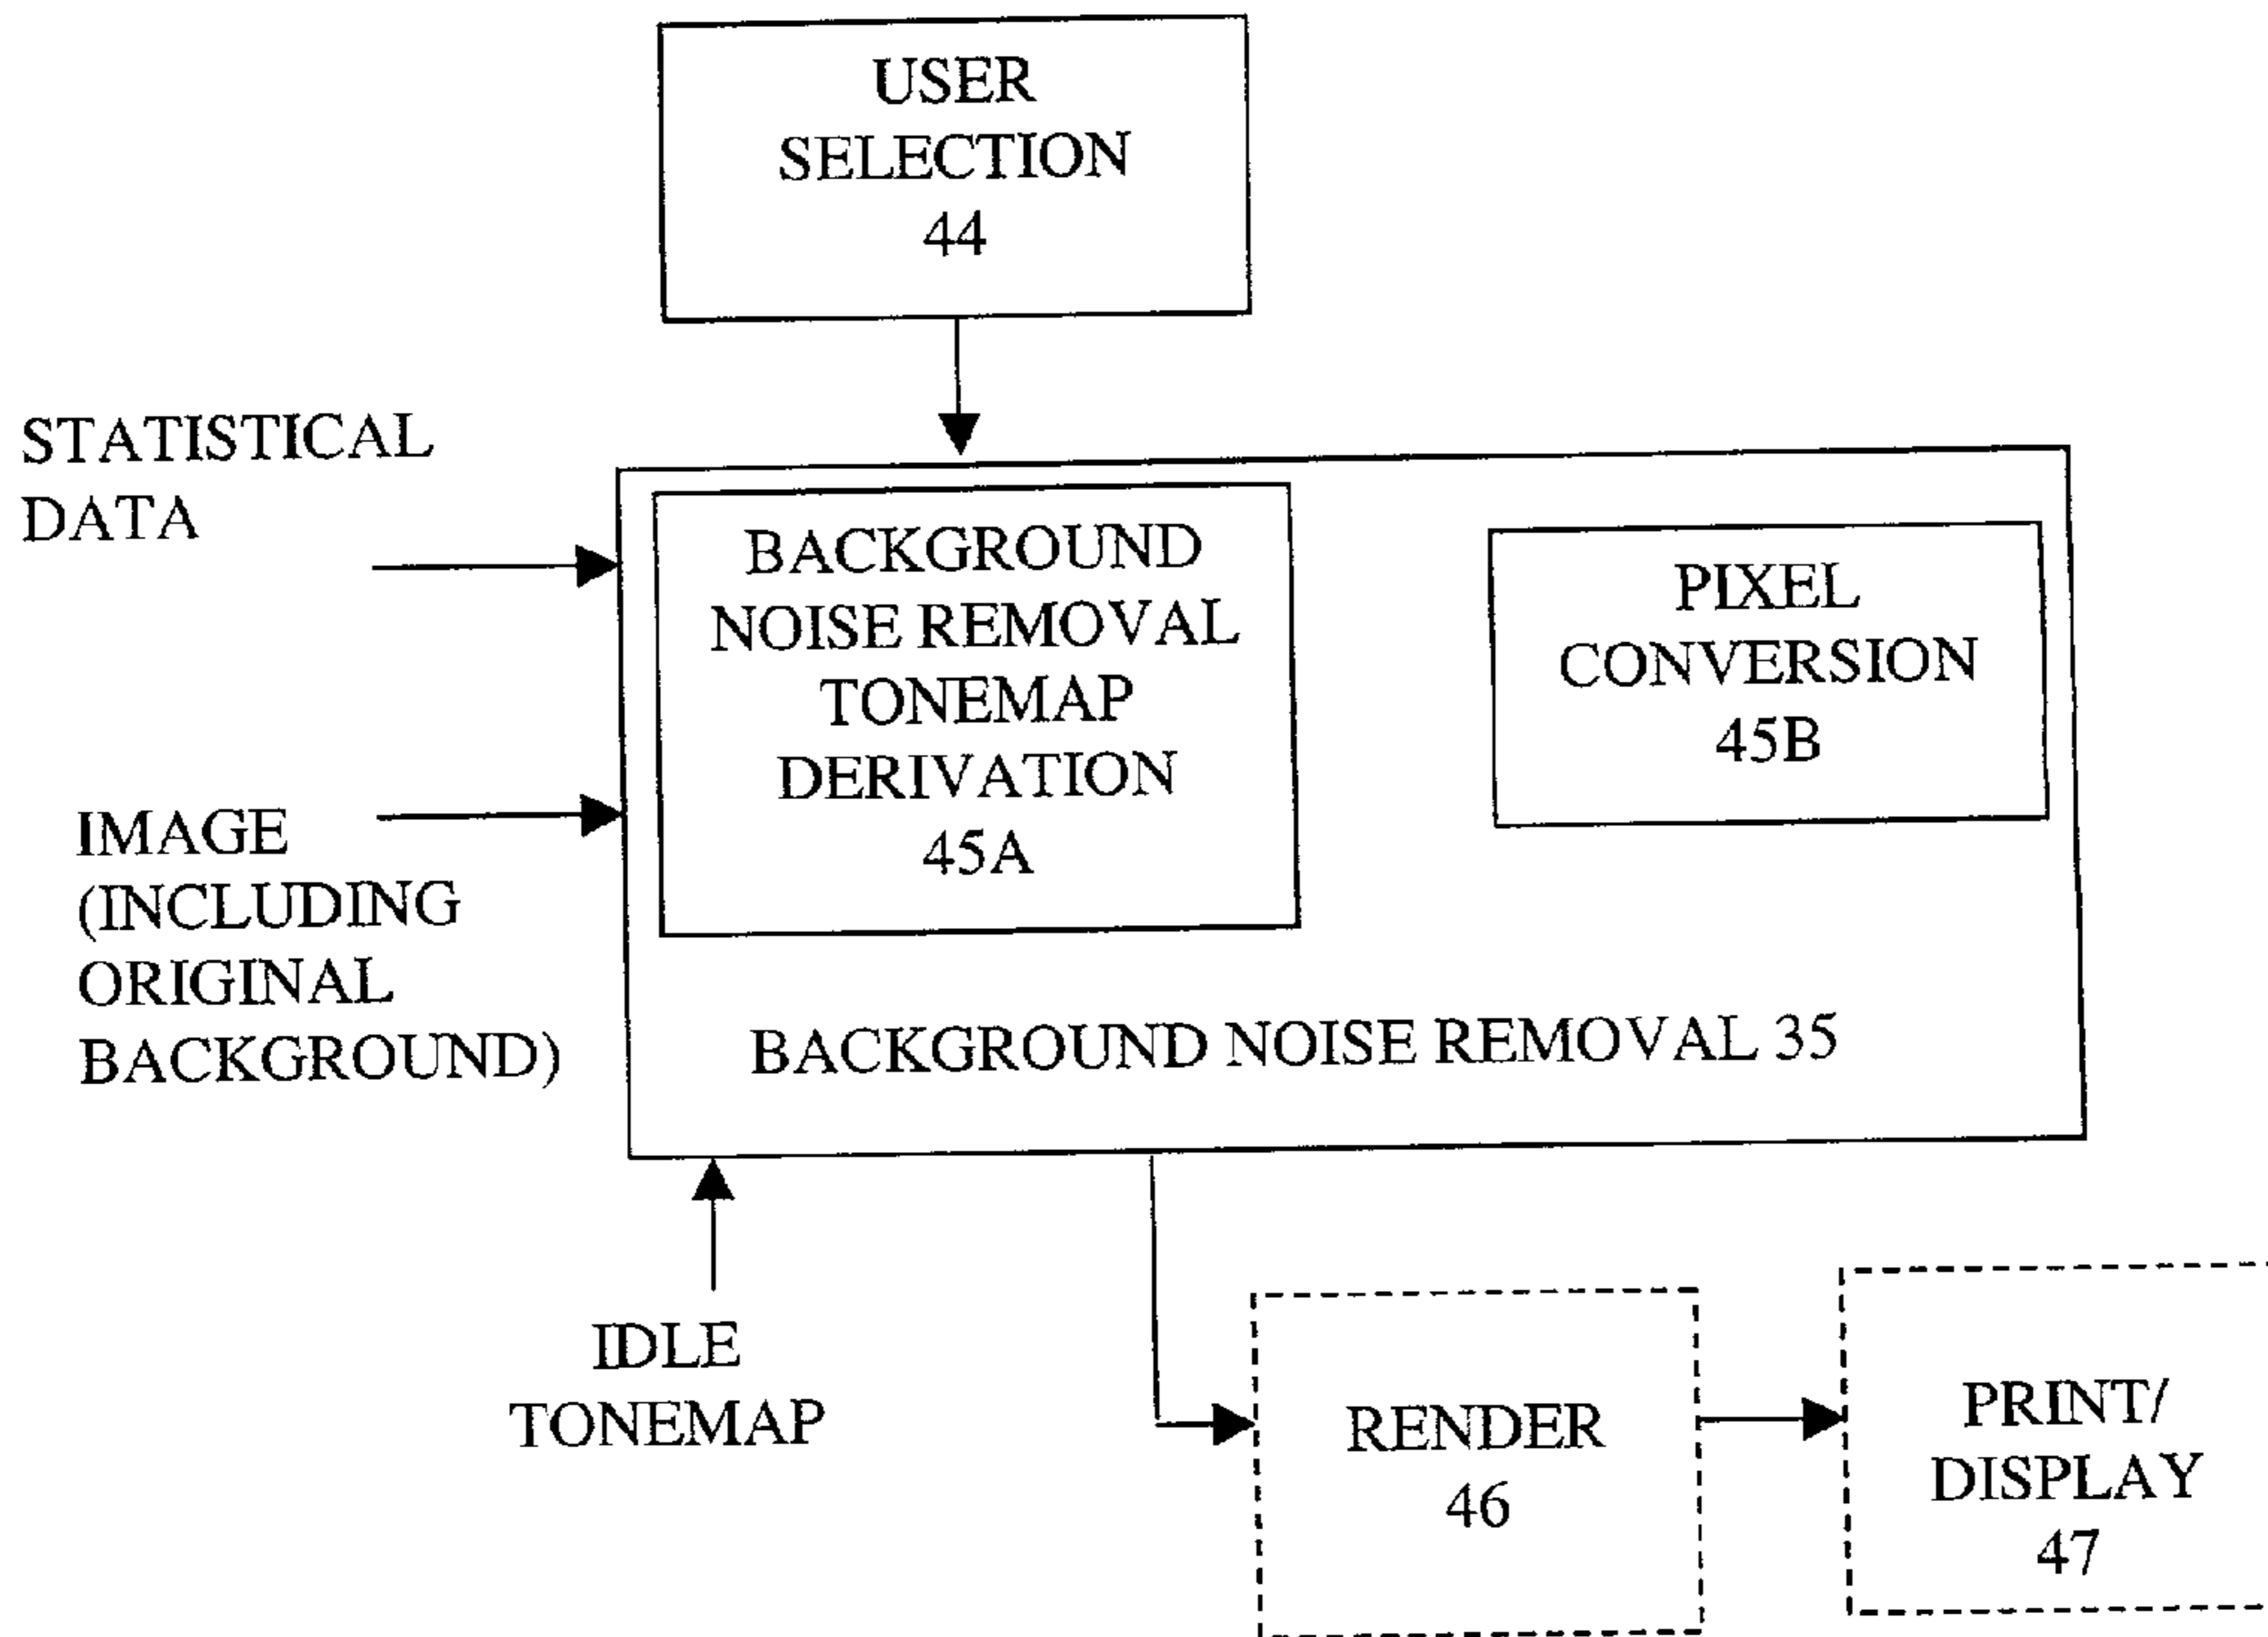 USER
SELECTION
44
STATISTICAL
DATA
BACKGROUND
NOISE REMOVAL
TONEMAP
DERIVATION
45A
PIXEL
CONVERSION
45B
IMAGE
(INCLUDING
ORIGINAL
BACKGROUND)
BACKGROUND NOISE REMOVAL 35
IDLE
TONEMAP
RENDER
46
PRINT/
DISPLAY
47